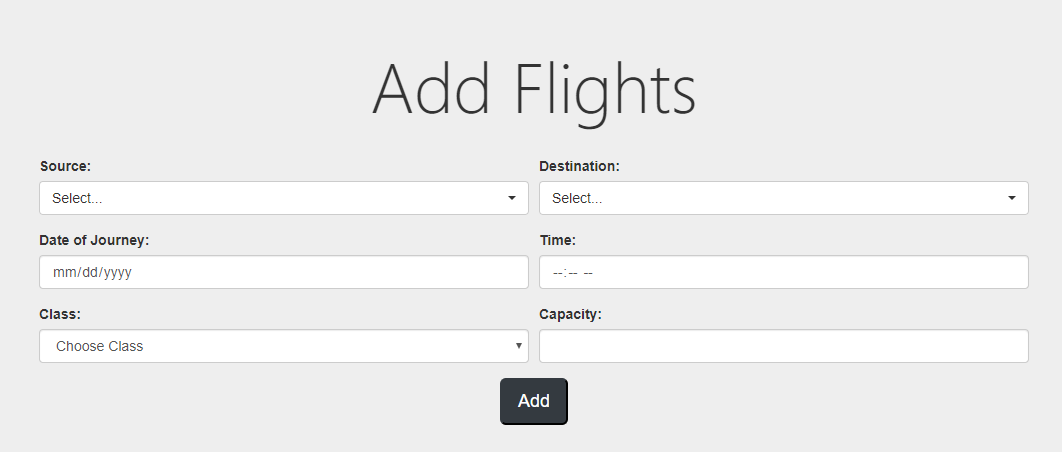 Add Flights
Source: Destination:
Select... Select...
Date of Journey: Time:
mm/dd/yyyy --:-- --
Class: Capacity:
Choose Class
Add